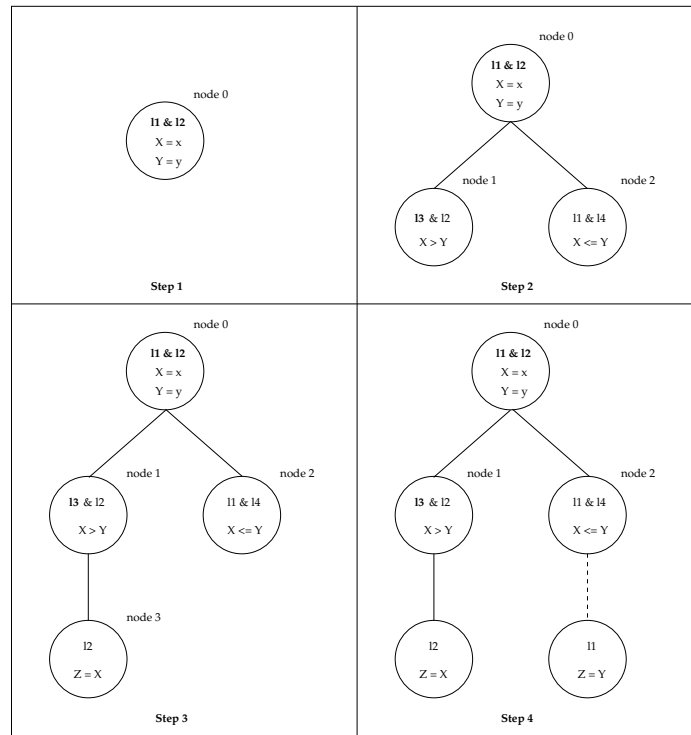 node 0
l1 & l2
X = x
Y = y
Step 1
node 0
l1 & l2
X = x
Y = y
node 1
node 2
l3 & l2
X > Y
l1 & l4
X <= Y
Step 2
node 0
l1 & l2
X = x
Y = y
node 1
node 2
l3 & l2
X > Y
l1 & l4
X <= Y
node 3
l2
Z = X
Step 3
node 0
l1 & l2
X = x
Y = y
node 1
node 2
l3 & l2
X > Y
l1 & l4
X <= Y
l2
Z = X
l1
Z = Y
Step 4